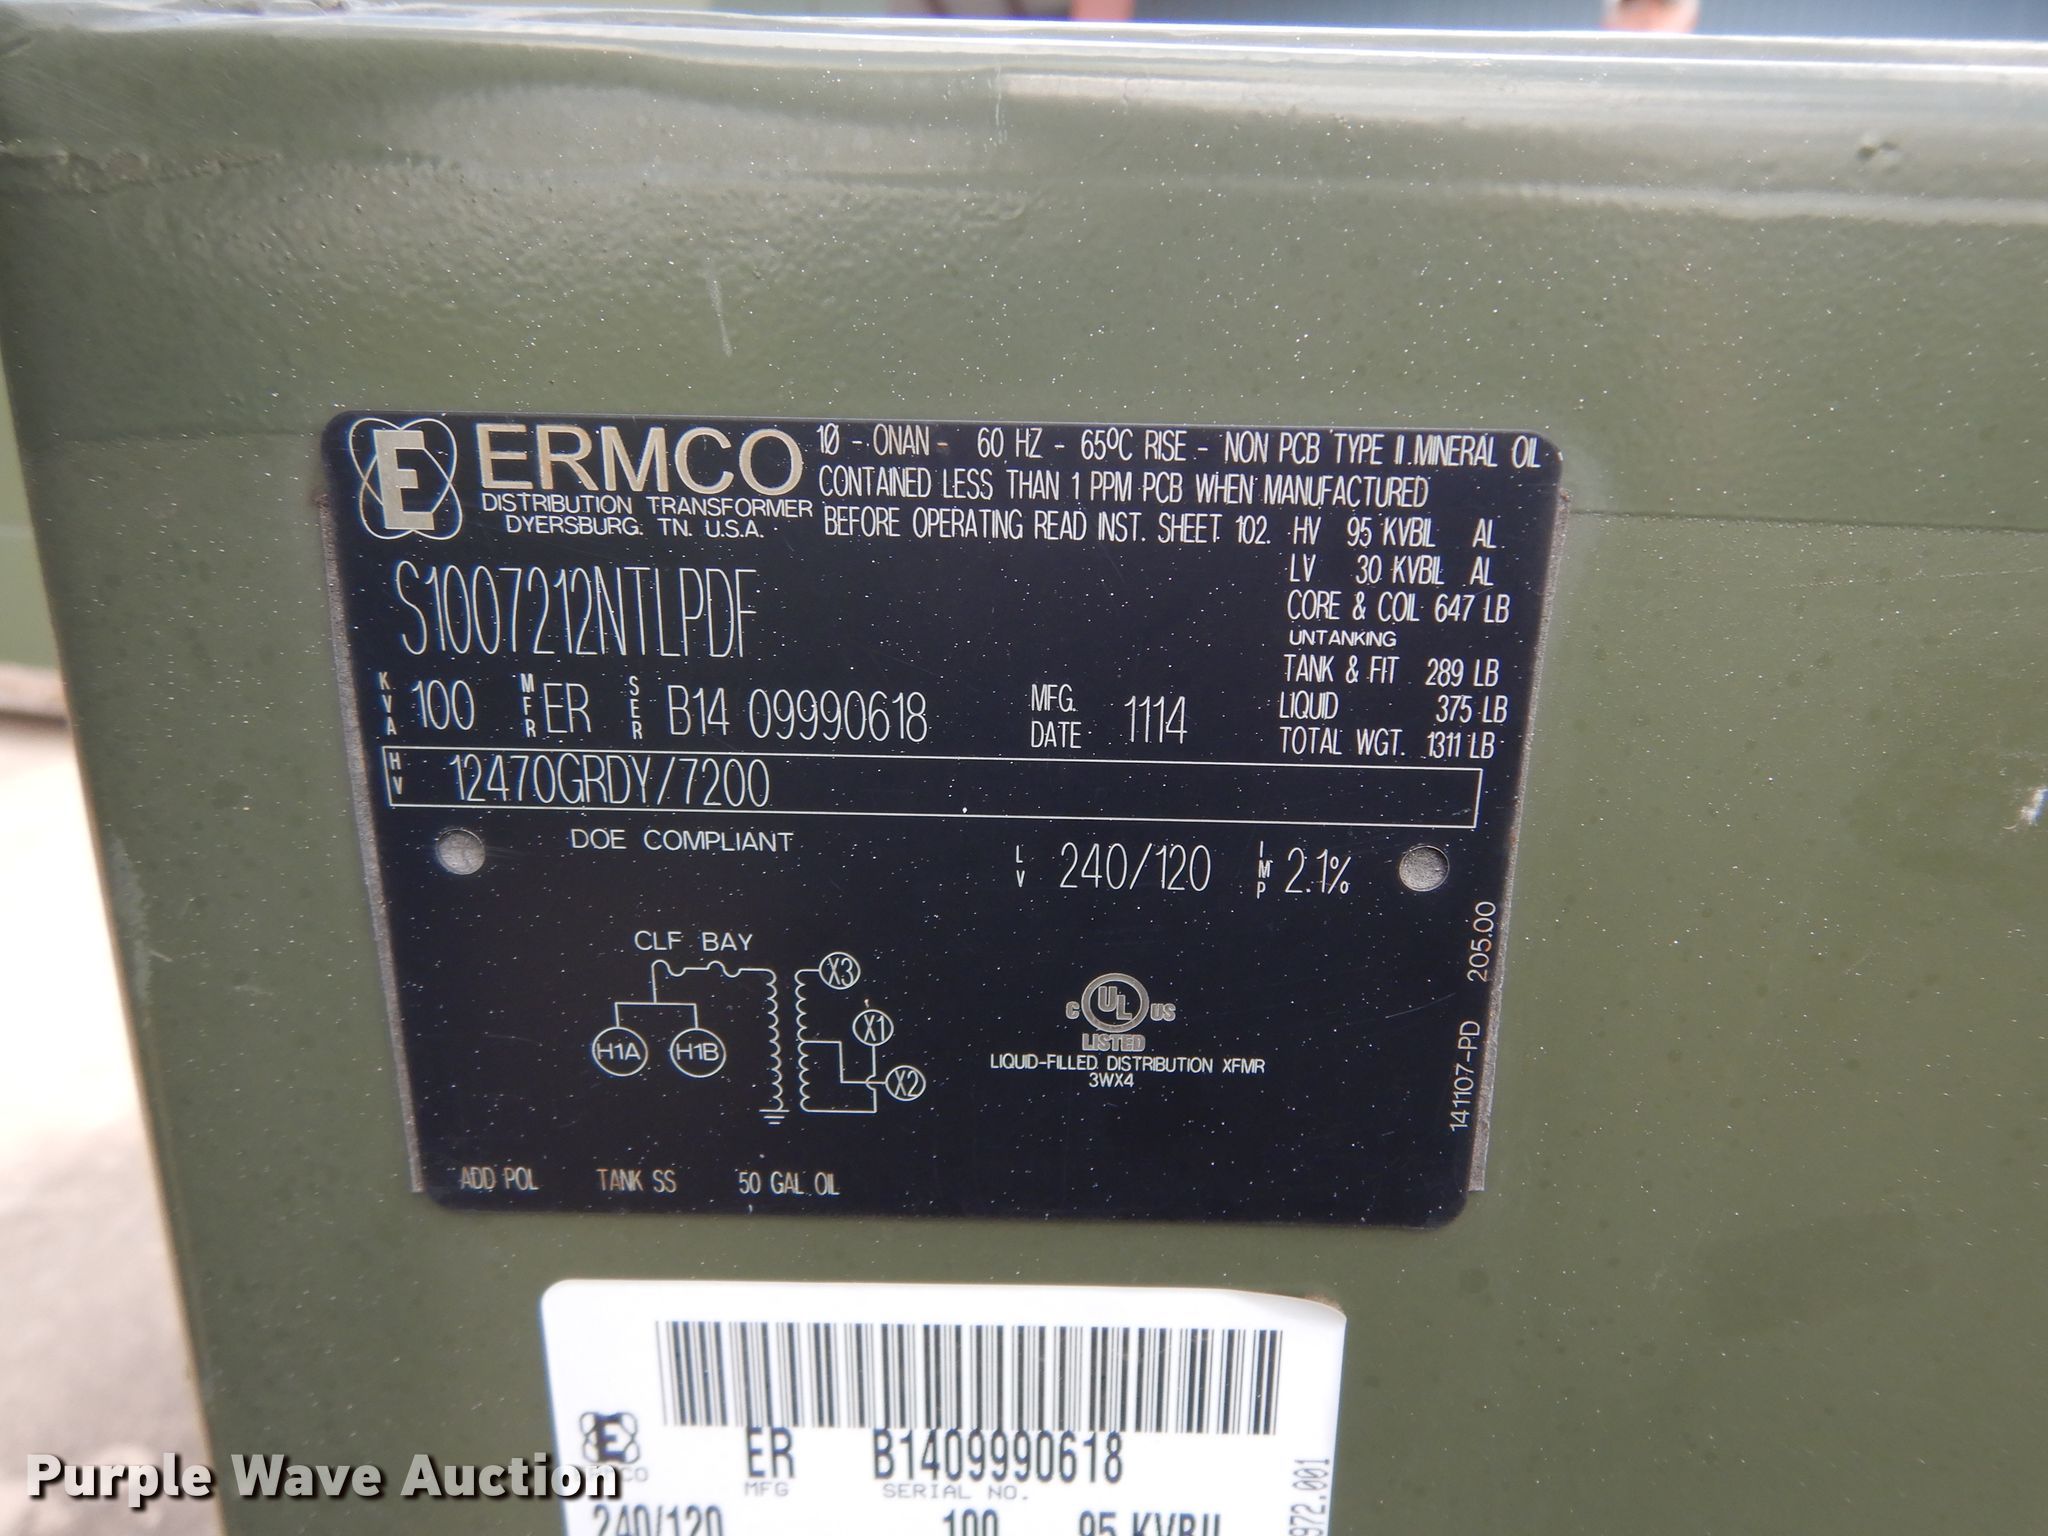 ERMCO
DISTRIBUTION TRANSFORMER
DYERSBURG, TN. U.S.A.
1Ø - ONAN - 60 HZ - 65ºC RISE - NON PCB TYPE II MINERAL OIL
CONTAINED LESS THAN 1 PPM PCB WHEN MANUFACTURED
BEFORE OPERATING READ INST. SHEET 102.
HV 95 KVBIL AL
LV 30 KVBIL AL
CORE & COIL 647 LB
UNTANKING
TANK & FIT 289 LB
LIQUID 375 LB
TOTAL WGT. 1311 LB
S1007212NTLPDF
KVA 100 MFR ER SER B14 09990618 MFG. DATE 1114
HV 12470GRDY/7200
DOE COMPLIANT
LV 240/120 IMP 2.1%
CLF BAY
X3
X1
X2
H1A H1B
C UL US
LISTED
LIQUID-FILLED DISTRIBUTION XFMR
3WX4
141107-PD 205.00
ADD POL TANK SS 50 GAL OIL
ER B1409990618
MFG SERIAL NO.
240/120 100 95 KVBIL
972.001
Purple Wave Auction